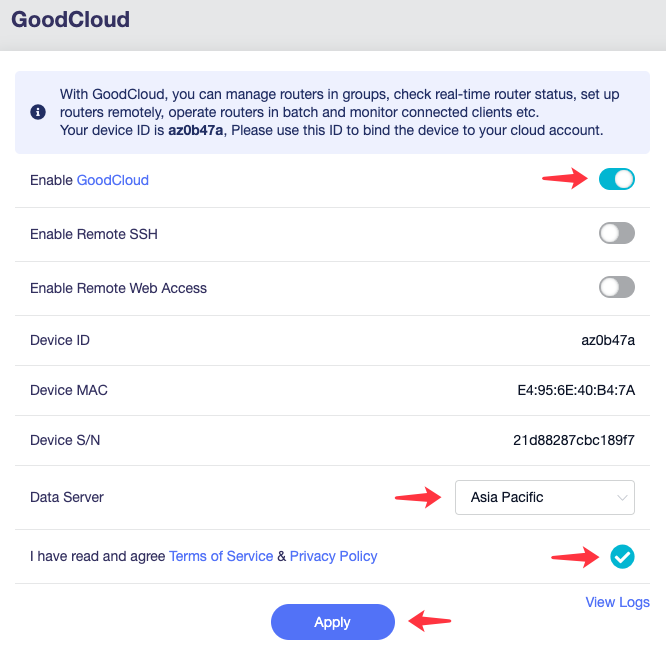 GoodCloud
With GoodCloud, you can manage routers in groups, check real-time router status, set up
routers remotely, operate routers in batch and monitor connected clients etc.
Your device ID is az0b47a, Please use this ID to bind the device to your cloud account.
Enable GoodCloud
Enable Remote SSH
Enable Remote Web Access
Device ID az0b47a
Device MAC E4:95:6E:40:B4:7A
Device S/N 21d88287cbc189f7
Data Server Asia Pacific
I have read and agree Terms of Service & Privacy Policy
View Logs
Apply